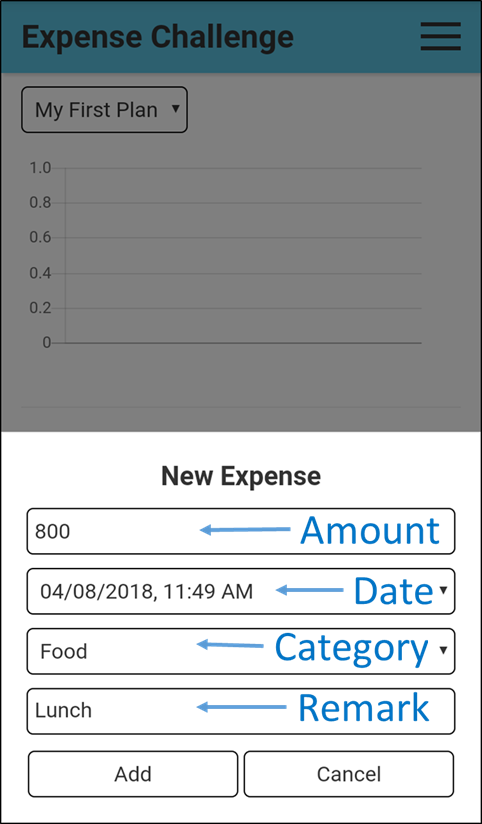 Expense Challenge
My First Plan
1.0
0.8
0.6
0.4
0.2
0
New Expense
800 Amount
04/08/2018, 11:49 AM Date
Food Category
Lunch Remark
Add Cancel